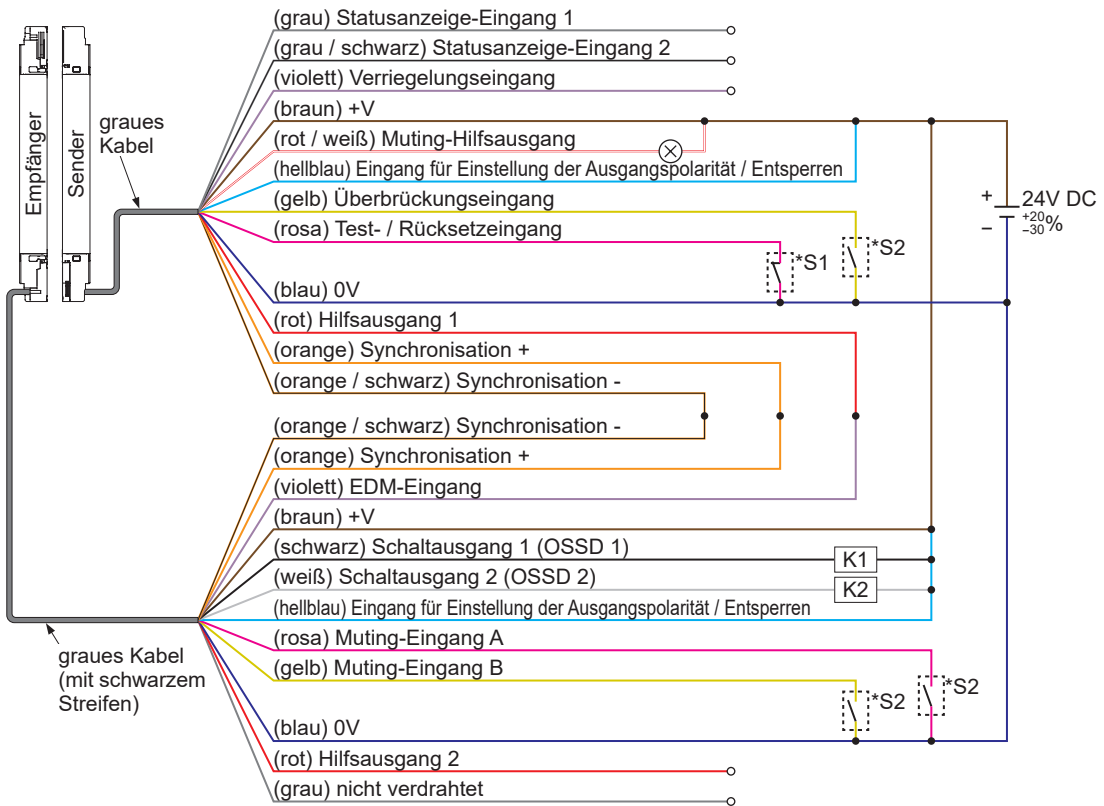 (grau) Statusanzeige-Eingang 1
(grau / schwarz) Statusanzeige-Eingang 2
(violett) Verriegelungseingang
(braun) +V
(rot / weiß) Muting-Hilfsausgang
(hellblau) Eingang für Einstellung der Ausgangspolarität / Entsperren
(gelb) Überbrückungseingang
(rosa) Test- / Rücksetzeingang
(blau) 0V
(rot) Hilfsausgang 1
(orange) Synchronisation +
(orange / schwarz) Synchronisation -
Empfänger
Sender
graues
Kabel
*S1
*S2
+
24V DC
+20
–30 %
–
(orange / schwarz) Synchronisation -
(orange) Synchronisation +
(violett) EDM-Eingang
(braun) +V
(schwarz) Schaltausgang 1 (OSSD 1)
K1
(weiß) Schaltausgang 2 (OSSD 2)
K2
(hellblau) Eingang für Einstellung der Ausgangspolarität / Entsperren
(rosa) Muting-Eingang A
(gelb) Muting-Eingang B
*S2
*S2
(blau) 0V
(rot) Hilfsausgang 2
(grau) nicht verdrahtet
graues Kabel
(mit schwarzem
Streifen)